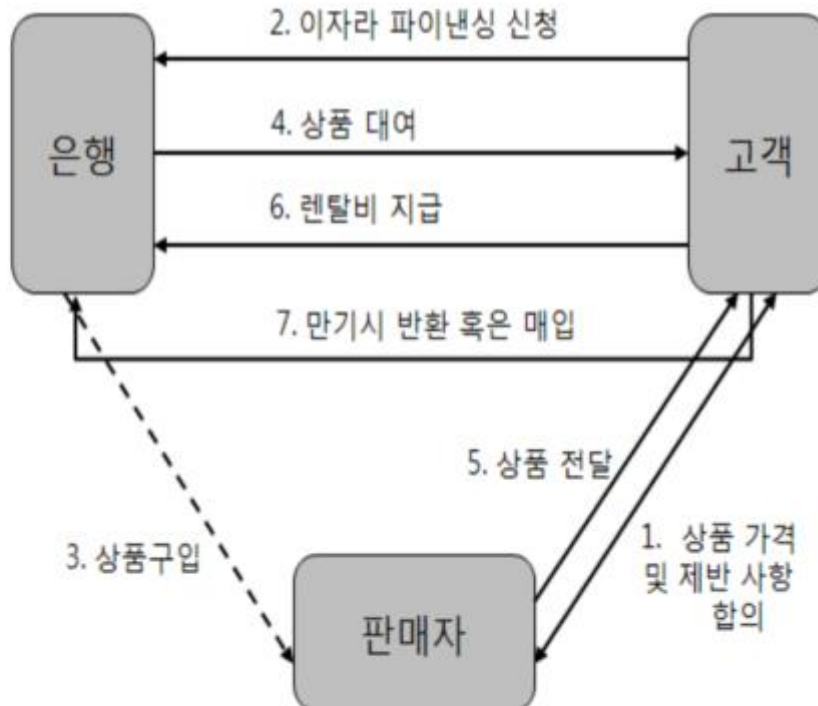 2. 이자라 파이낸싱 신청
은행
4. 상품 대여
고객
6. 렌탈비 지급
7. 만기시 반환 혹은 매입
5. 상품 전달
3. 상품구입
1. 상품 가격
및 제반 사항
합의
판매자